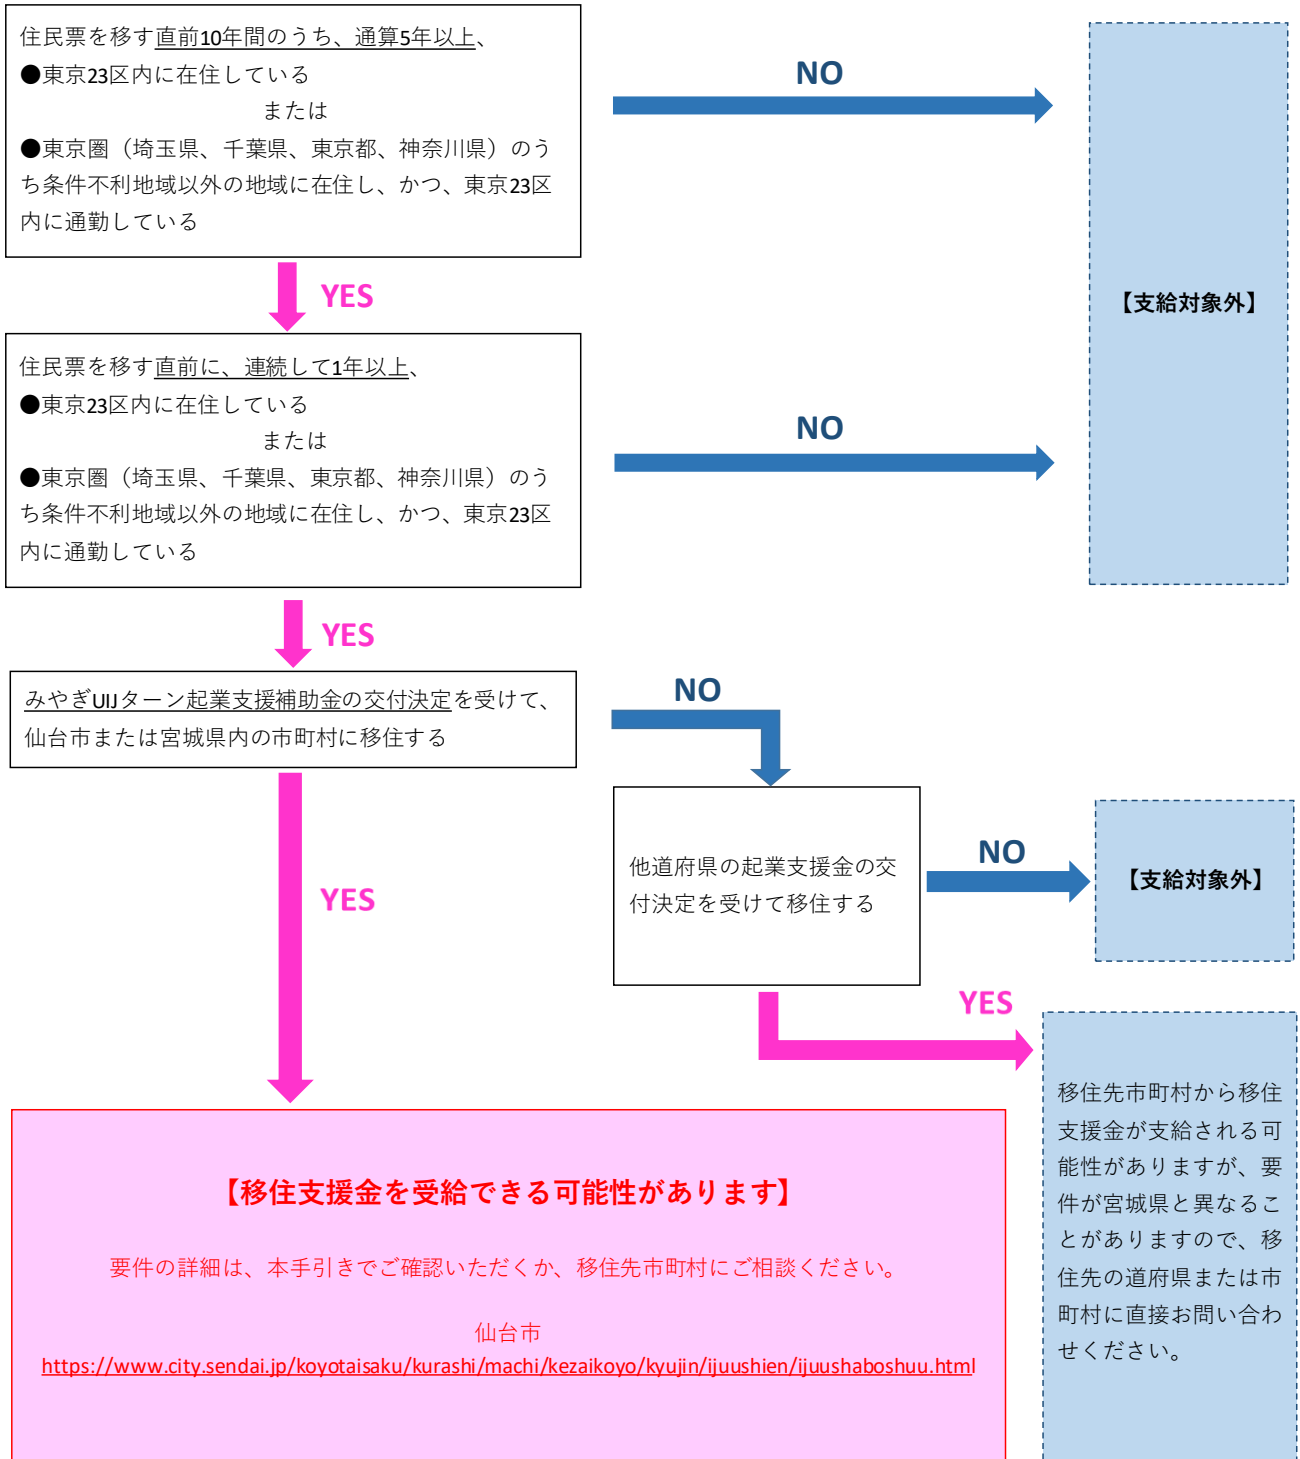 住民票を移す直前10年間のうち、通算5年以上、
●東京23区内に在住している
または
●東京圏（埼玉県、千葉県、東京都、神奈川県）のう
ち条件不利地域以外の地域に在住し、かつ、東京23区
内に通勤している
NO
【支給対象外】
YES
住民票を移す直前に、連続して1年以上、
●東京23区内に在住している
または
●東京圏（埼玉県、千葉県、東京都、神奈川県）のう
ち条件不利地域以外の地域に在住し、かつ、東京23区
内に通勤している
NO
YES
みやぎUIJターン起業支援補助金の交付決定を受けて、
仙台市または宮城県内の市町村に移住する
NO
他道府県の起業支援金の交
付決定を受けて移住する
NO
【支給対象外】
YES
YES
移住先市町村から移住
支援金が支給される可
能性がありますが、要
件が宮城県と異なるこ
とがありますので、移
住先の道府県または市
町村に直接お問い合わ
せください。
【移住支援金を受給できる可能性があります】
要件の詳細は、本手引きでご確認いただくか、移住先市町村にご相談ください。
仙台市
https://www.city.sendai.jp/koyotaisaku/kurashi/machi/kezaikoyo/kyujin/ijuushien/ijuushaboshuu.html